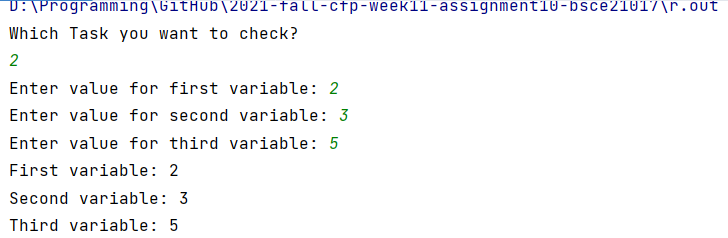 D:\Programming\GitHub\2021-fall-cfp-week11-assignment10-bsce21017\r.out
Which Task you want to check?
2
Enter value for first variable: 2
Enter value for second variable: 3
Enter value for third variable: 5
First variable: 2
Second variable: 3
Third variable: 5